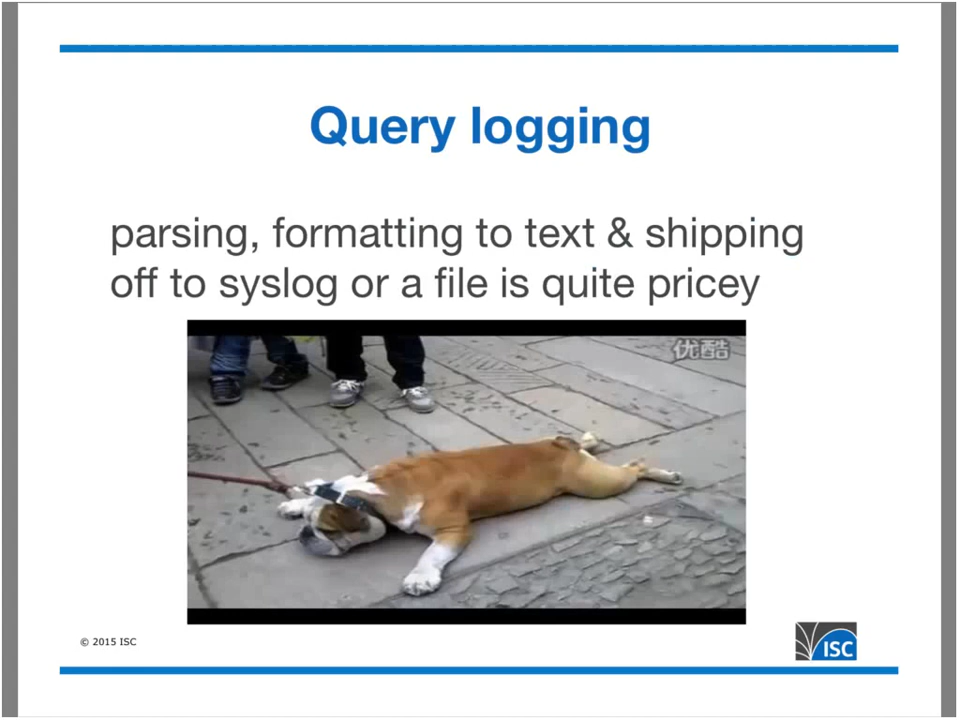 Query logging
parsing, formatting to text & shipping
off to syslog or a file is quite pricey
优酷
© 2015 ISC
ISC